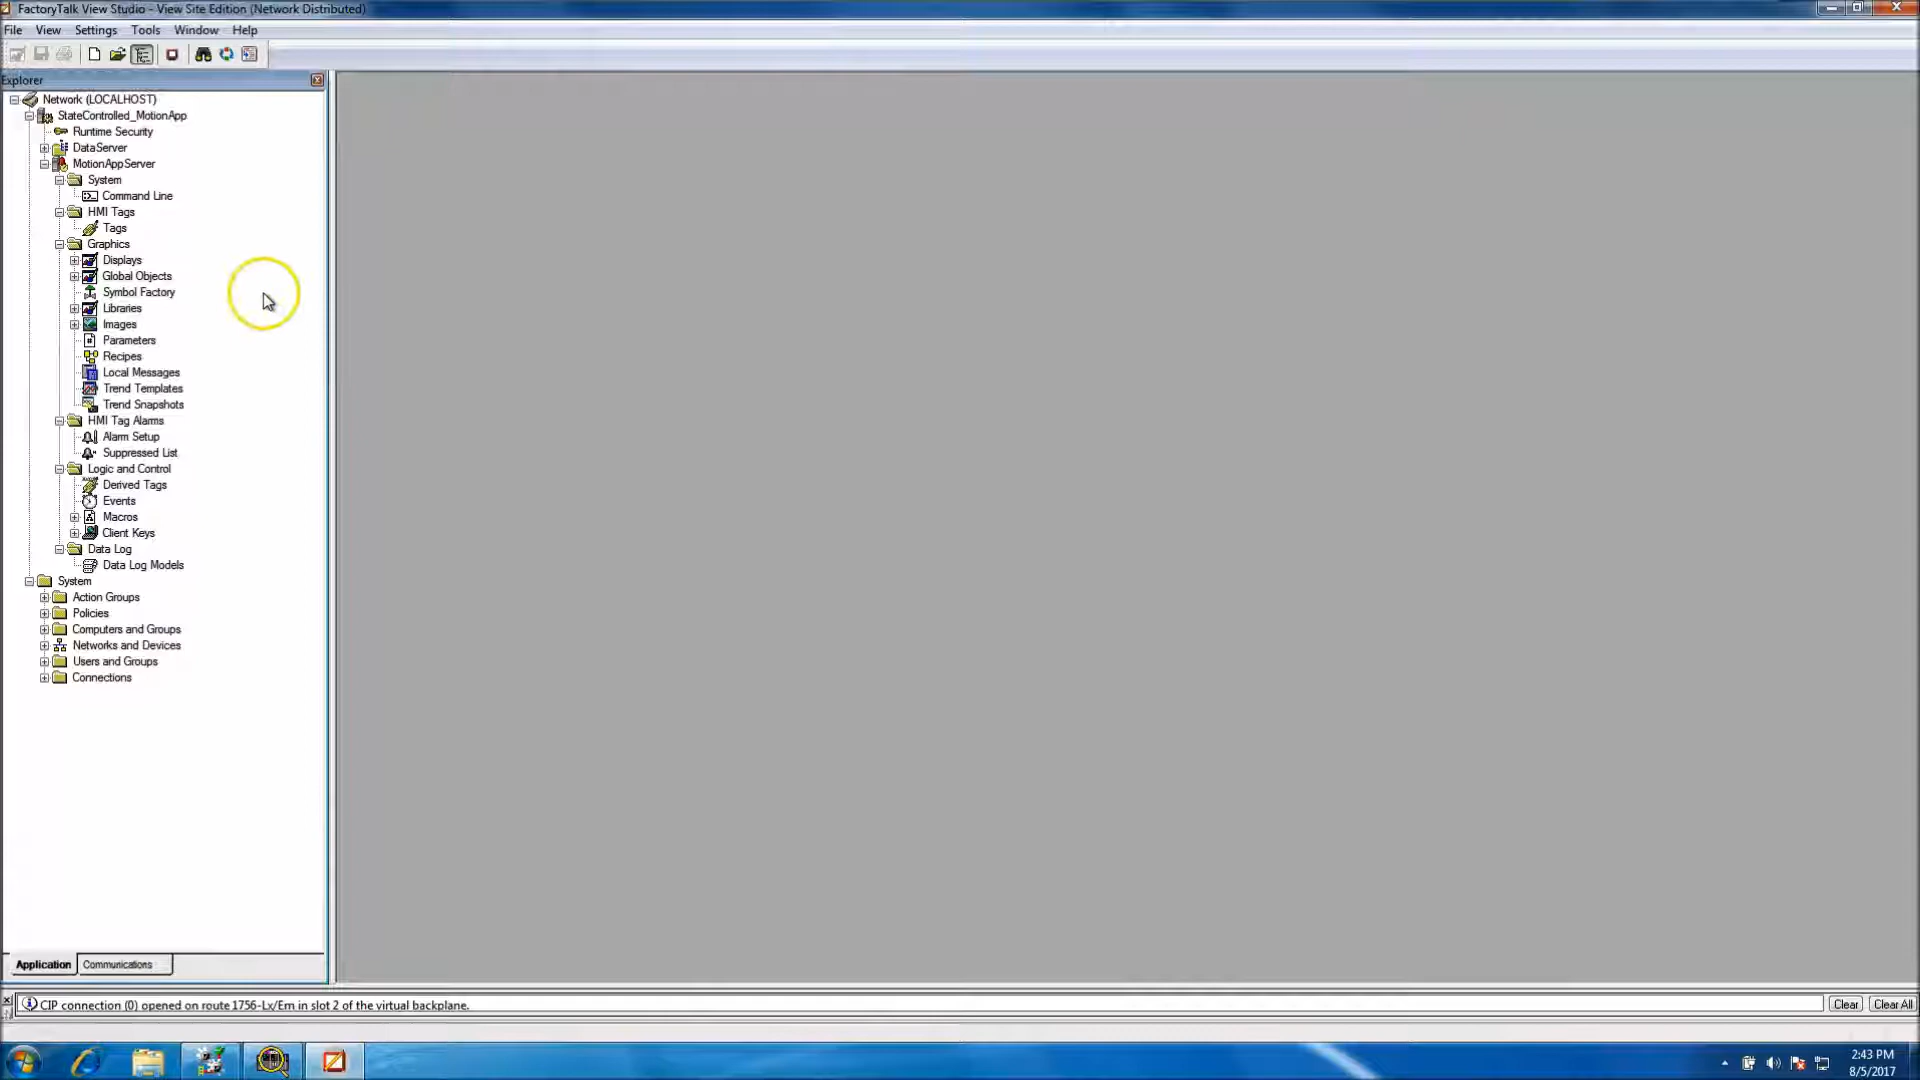 FactoryTalk View Studio - View Site Edition (Network Distributed)
File View Settings Tools Window Help
Explorer
Network (LOCALHOST)
StateControlled_MotionApp
Runtime Security
DataServer
MotionAppServer
System
Command Line
HMI Tags
Tags
Graphics
Displays
Global Objects
Symbol Factory
Libraries
Images
Parameters
Recipes
Local Messages
Trend Templates
Trend Snapshots
HMI Tag Alarms
Alarm Setup
Suppressed List
Logic and Control
Derived Tags
Events
Macros
Client Keys
Data Log
Data Log Models
System
Action Groups
Policies
Computers and Groups
Networks and Devices
Users and Groups
Connections
Application Communications
CIP connection (0) opened on route 1756-Lx/Em in slot 2 of the virtual backplane. Clear Clear All
2:43 PM
8/5/2017